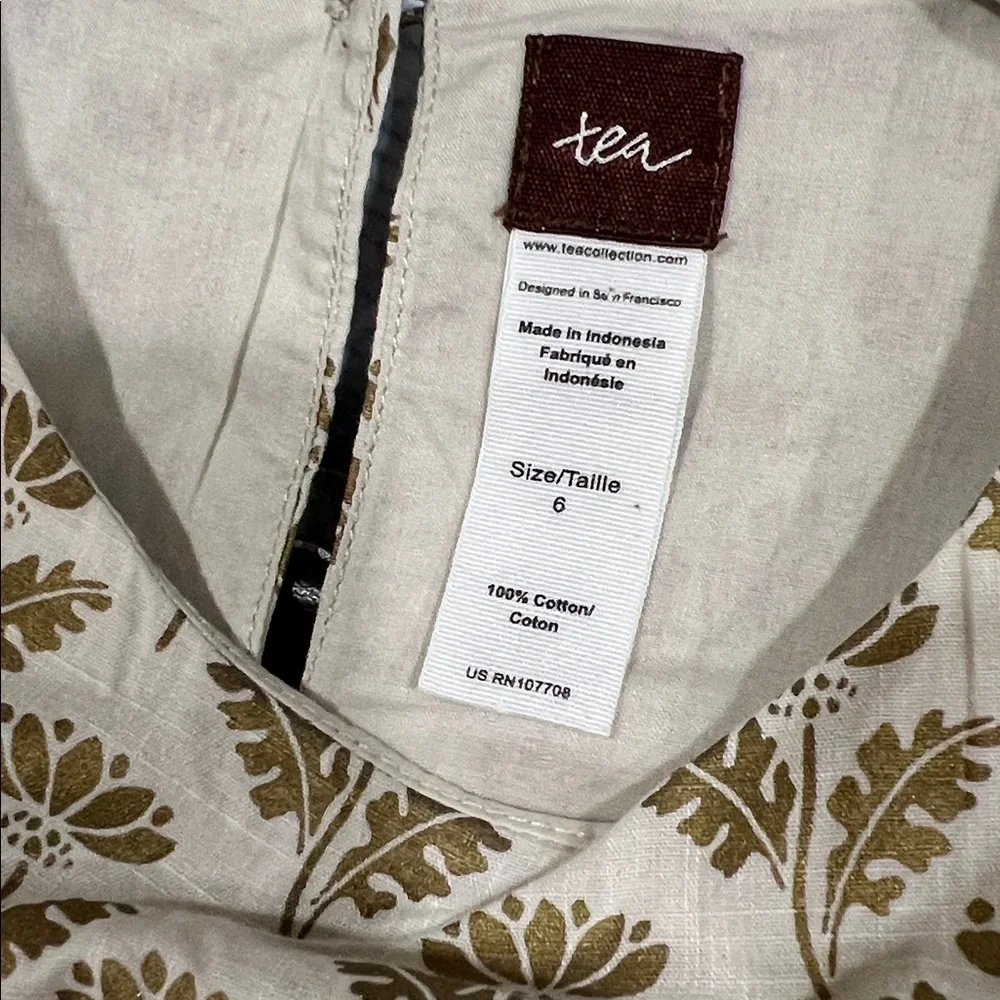 tea
www.teacollection.com
Designed in San Francisco
Made in Indonesia
Fabriqué en
Indonésie
Size/Taille
6
100% Cotton/
Coton
US RN107708